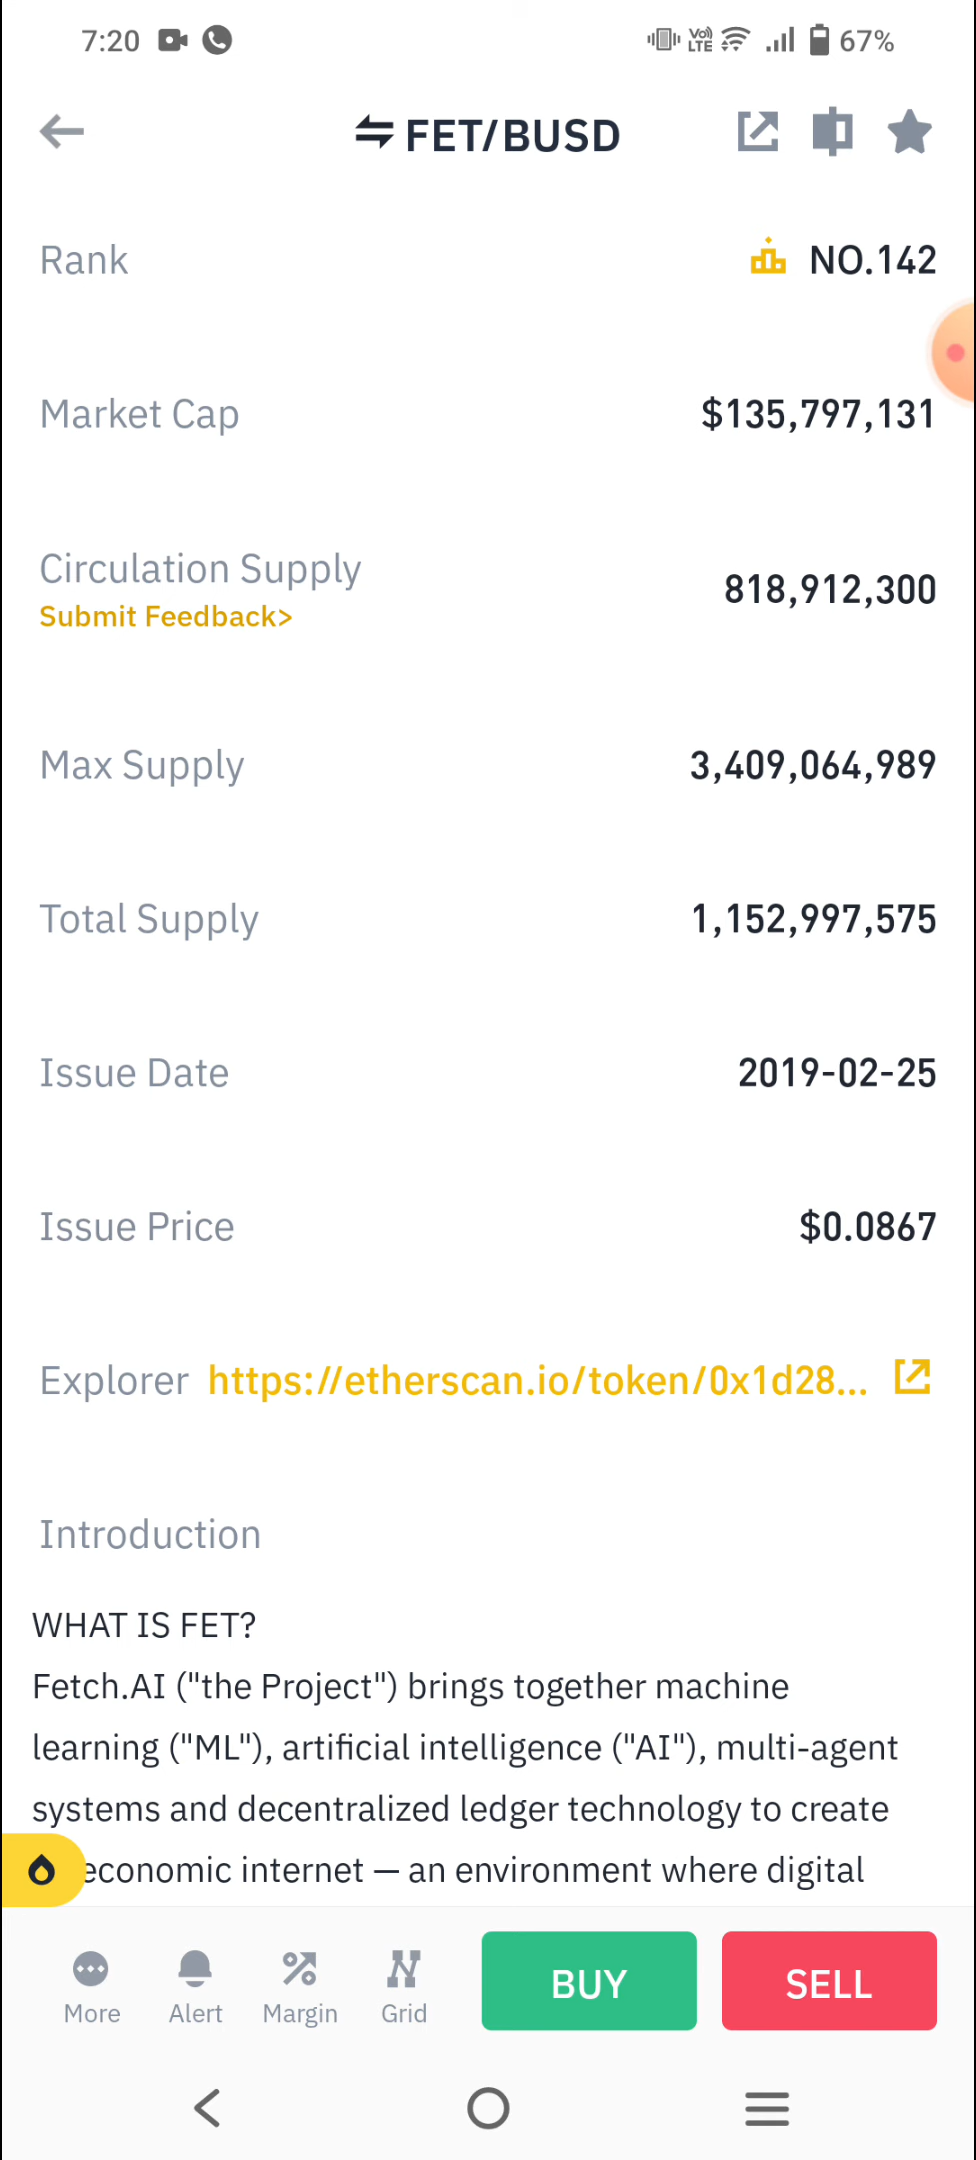 7:20 Vo)) LTE 67%
FET/BUSD
Rank NO.142
Market Cap $135,797,131
Circulation Supply 818,912,300
Submit Feedback>
Max Supply 3,409,064,989
Total Supply 1,152,997,575
Issue Date 2019-02-25
Issue Price $0.0867
Explorer https://etherscan.io/token/0x1d28...
Introduction
WHAT IS FET?
Fetch.AI ("the Project") brings together machine
learning ("ML"), artificial intelligence ("AI"), multi-agent
systems and decentralized ledger technology to create
economic internet — an environment where digital
More Alert Margin Grid BUY SELL